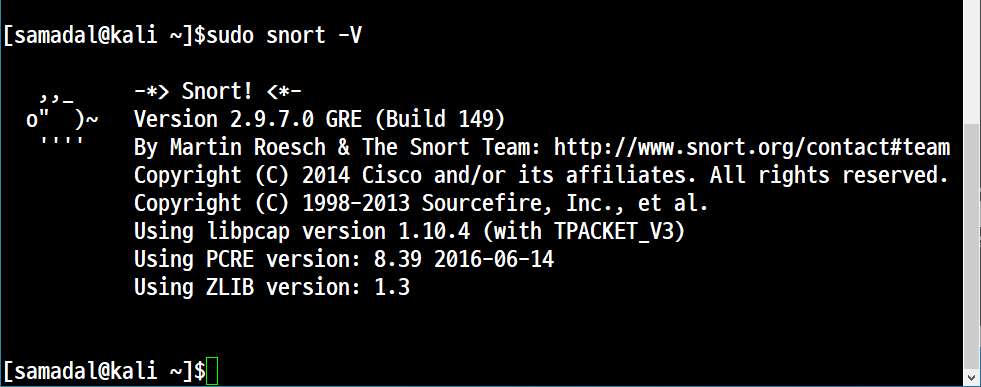 [samadal@kali ~]$sudo snort -V
   ,,_     -*> Snort! <*-
  o"  )~   Version 2.9.7.0 GRE (Build 149)
   ''''    By Martin Roesch & The Snort Team: http://www.snort.org/contact#team
           Copyright (C) 2014 Cisco and/or its affiliates. All rights reserved.
           Copyright (C) 1998-2013 Sourcefire, Inc., et al.
           Using libpcap version 1.10.4 (with TPACKET_V3)
           Using PCRE version: 8.39 2016-06-14
           Using ZLIB version: 1.3
[samadal@kali ~]$